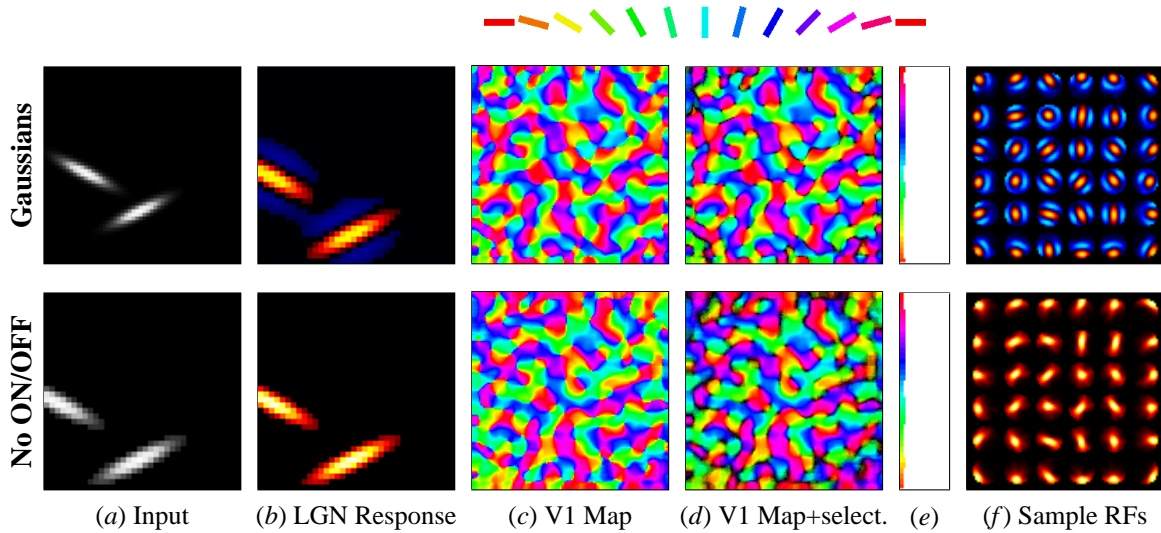 Gaussians
No ON/OFF
(a) Input (b) LGN Response (c) V1 Map (d) V1 Map+select. (e) (f) Sample RFs